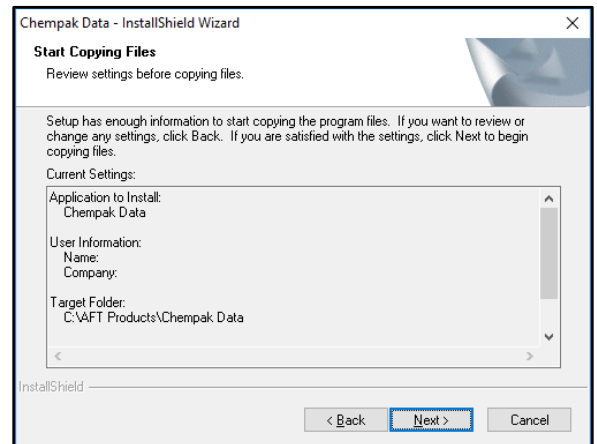 Chempak Data - InstallShield Wizard
Start Copying Files
Review settings before copying files.
Setup has enough information to start copying the program files. If you want to review or
change any settings, click Back. If you are satisfied with the settings, click Next to begin
copying files.
Current Settings:
Application to Install:
Chempak Data
User Information:
Name:
Company:
Target Folder:
C:\AFT Products\Chempak Data
InstallShield
< Back Next > Cancel